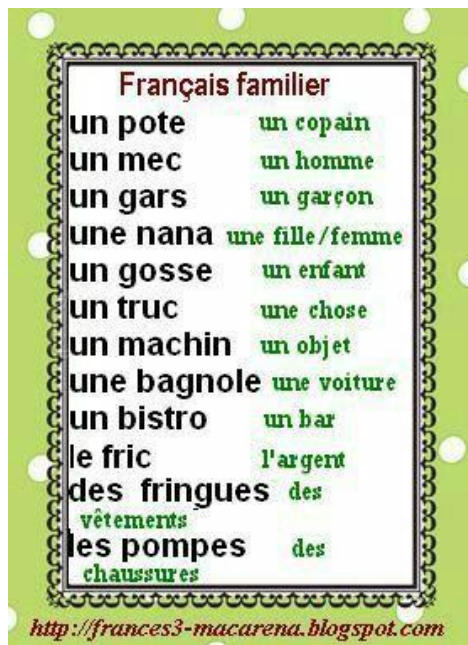 Français familier
un pote un copain
un mec un homme
un gars un garçon
une nana une fille/femme
un gosse un enfant
un truc une chose
un machin un objet
une bagnole une voiture
un bistro un bar
le fric l'argent
des fringues des
vêtements
les pompes des
chaussures
http://frances3-macarena.blogspot.com